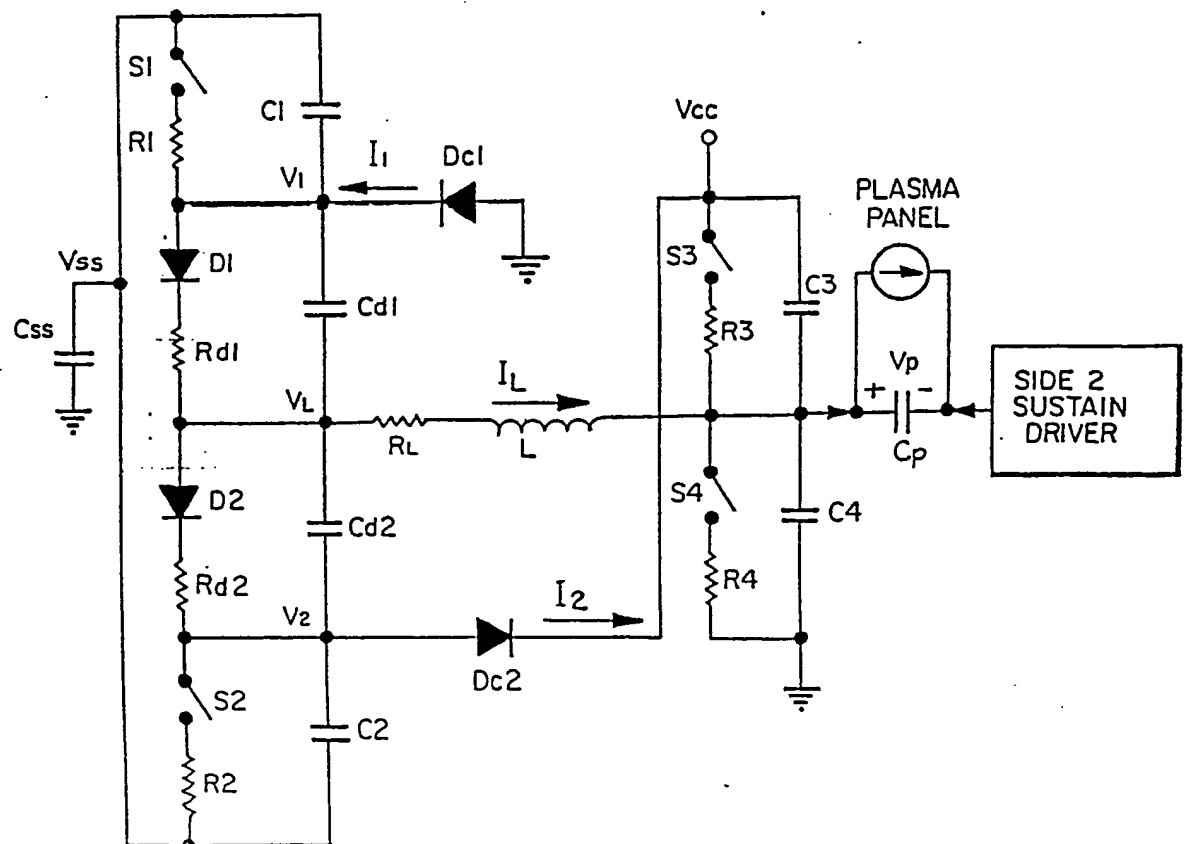 S1
C1
R1
V1
I1
Dc1
Vcc
PLASMA
PANEL
Vss
D1
S3
C3
Css
Cd1
R3
Rd1
VL
IL
Vp
+
-
SIDE 2
SUSTAIN
DRIVER
RL
L
Cp
D2
S4
C4
Cd2
Rd2
R4
V2
I2
Dc2
S2
C2
R2